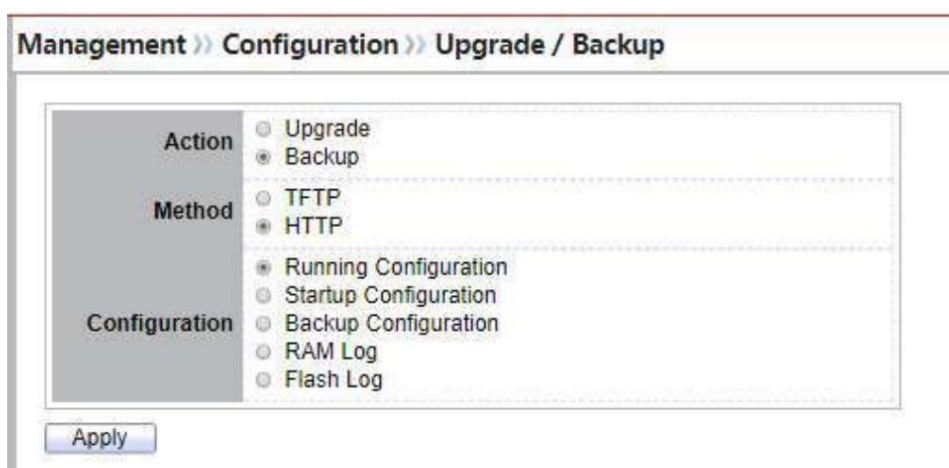 Management » Configuration » Upgrade / Backup
Action
Upgrade
Backup
Method
TFTP
HTTP
Configuration
Running Configuration
Startup Configuration
Backup Configuration
RAM Log
Flash Log
Apply